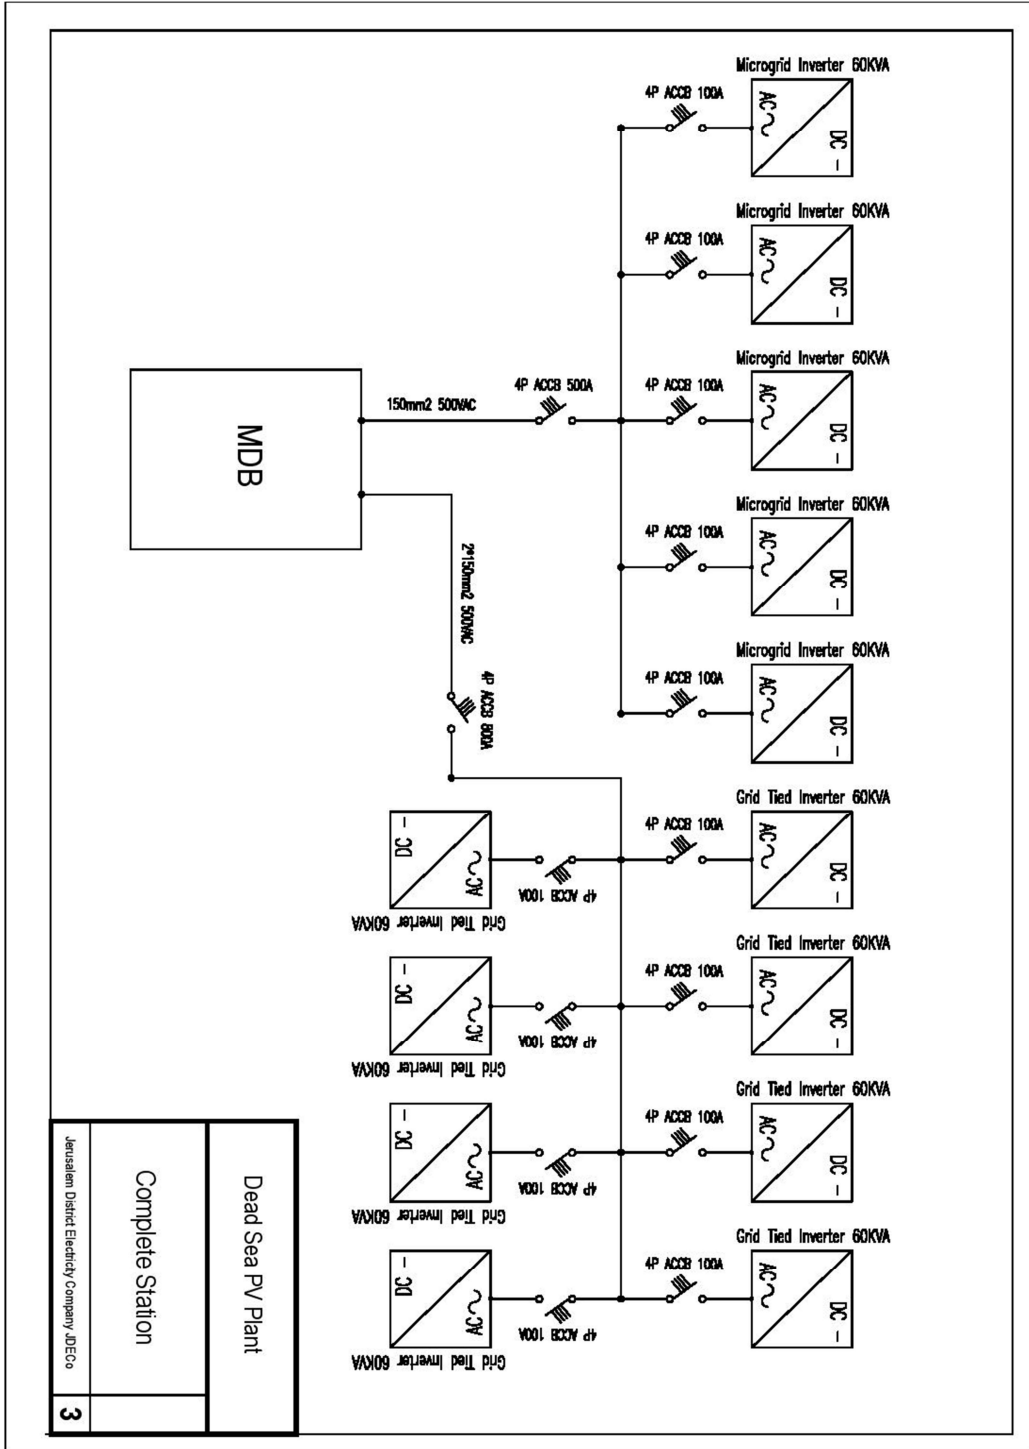 Microgrid Inverter 60KVA
4P ACCB 100A
AC
DC
Microgrid Inverter 60KVA
4P ACCB 100A
AC
DC
Microgrid Inverter 60KVA
4P ACCB 500A
4P ACCB 100A
150mm2 500VAC
AC
DC
MDB
Microgrid Inverter 60KVA
4P ACCB 100A
AC
DC
2*150mm2 500VAC
Microgrid Inverter 60KVA
4P ACCB 100A
AC
DC
4P ACCB 800A
Grid Tied Inverter 60KVA
4P ACCB 100A
AC
DC
DC
AC
4P ACCB 100A
Grid Tied Inverter 60KVA
Grid Tied Inverter 60KVA
4P ACCB 100A
AC
DC
DC
AC
4P ACCB 100A
Grid Tied Inverter 60KVA
Grid Tied Inverter 60KVA
4P ACCB 100A
AC
DC
DC
AC
4P ACCB 100A
Grid Tied Inverter 60KVA
Grid Tied Inverter 60KVA
4P ACCB 100A
AC
DC
DC
AC
4P ACCB 100A
Grid Tied Inverter 60KVA
Dead Sea PV Plant
Complete Station
Jerusalem District Electricty Company JDECo
3